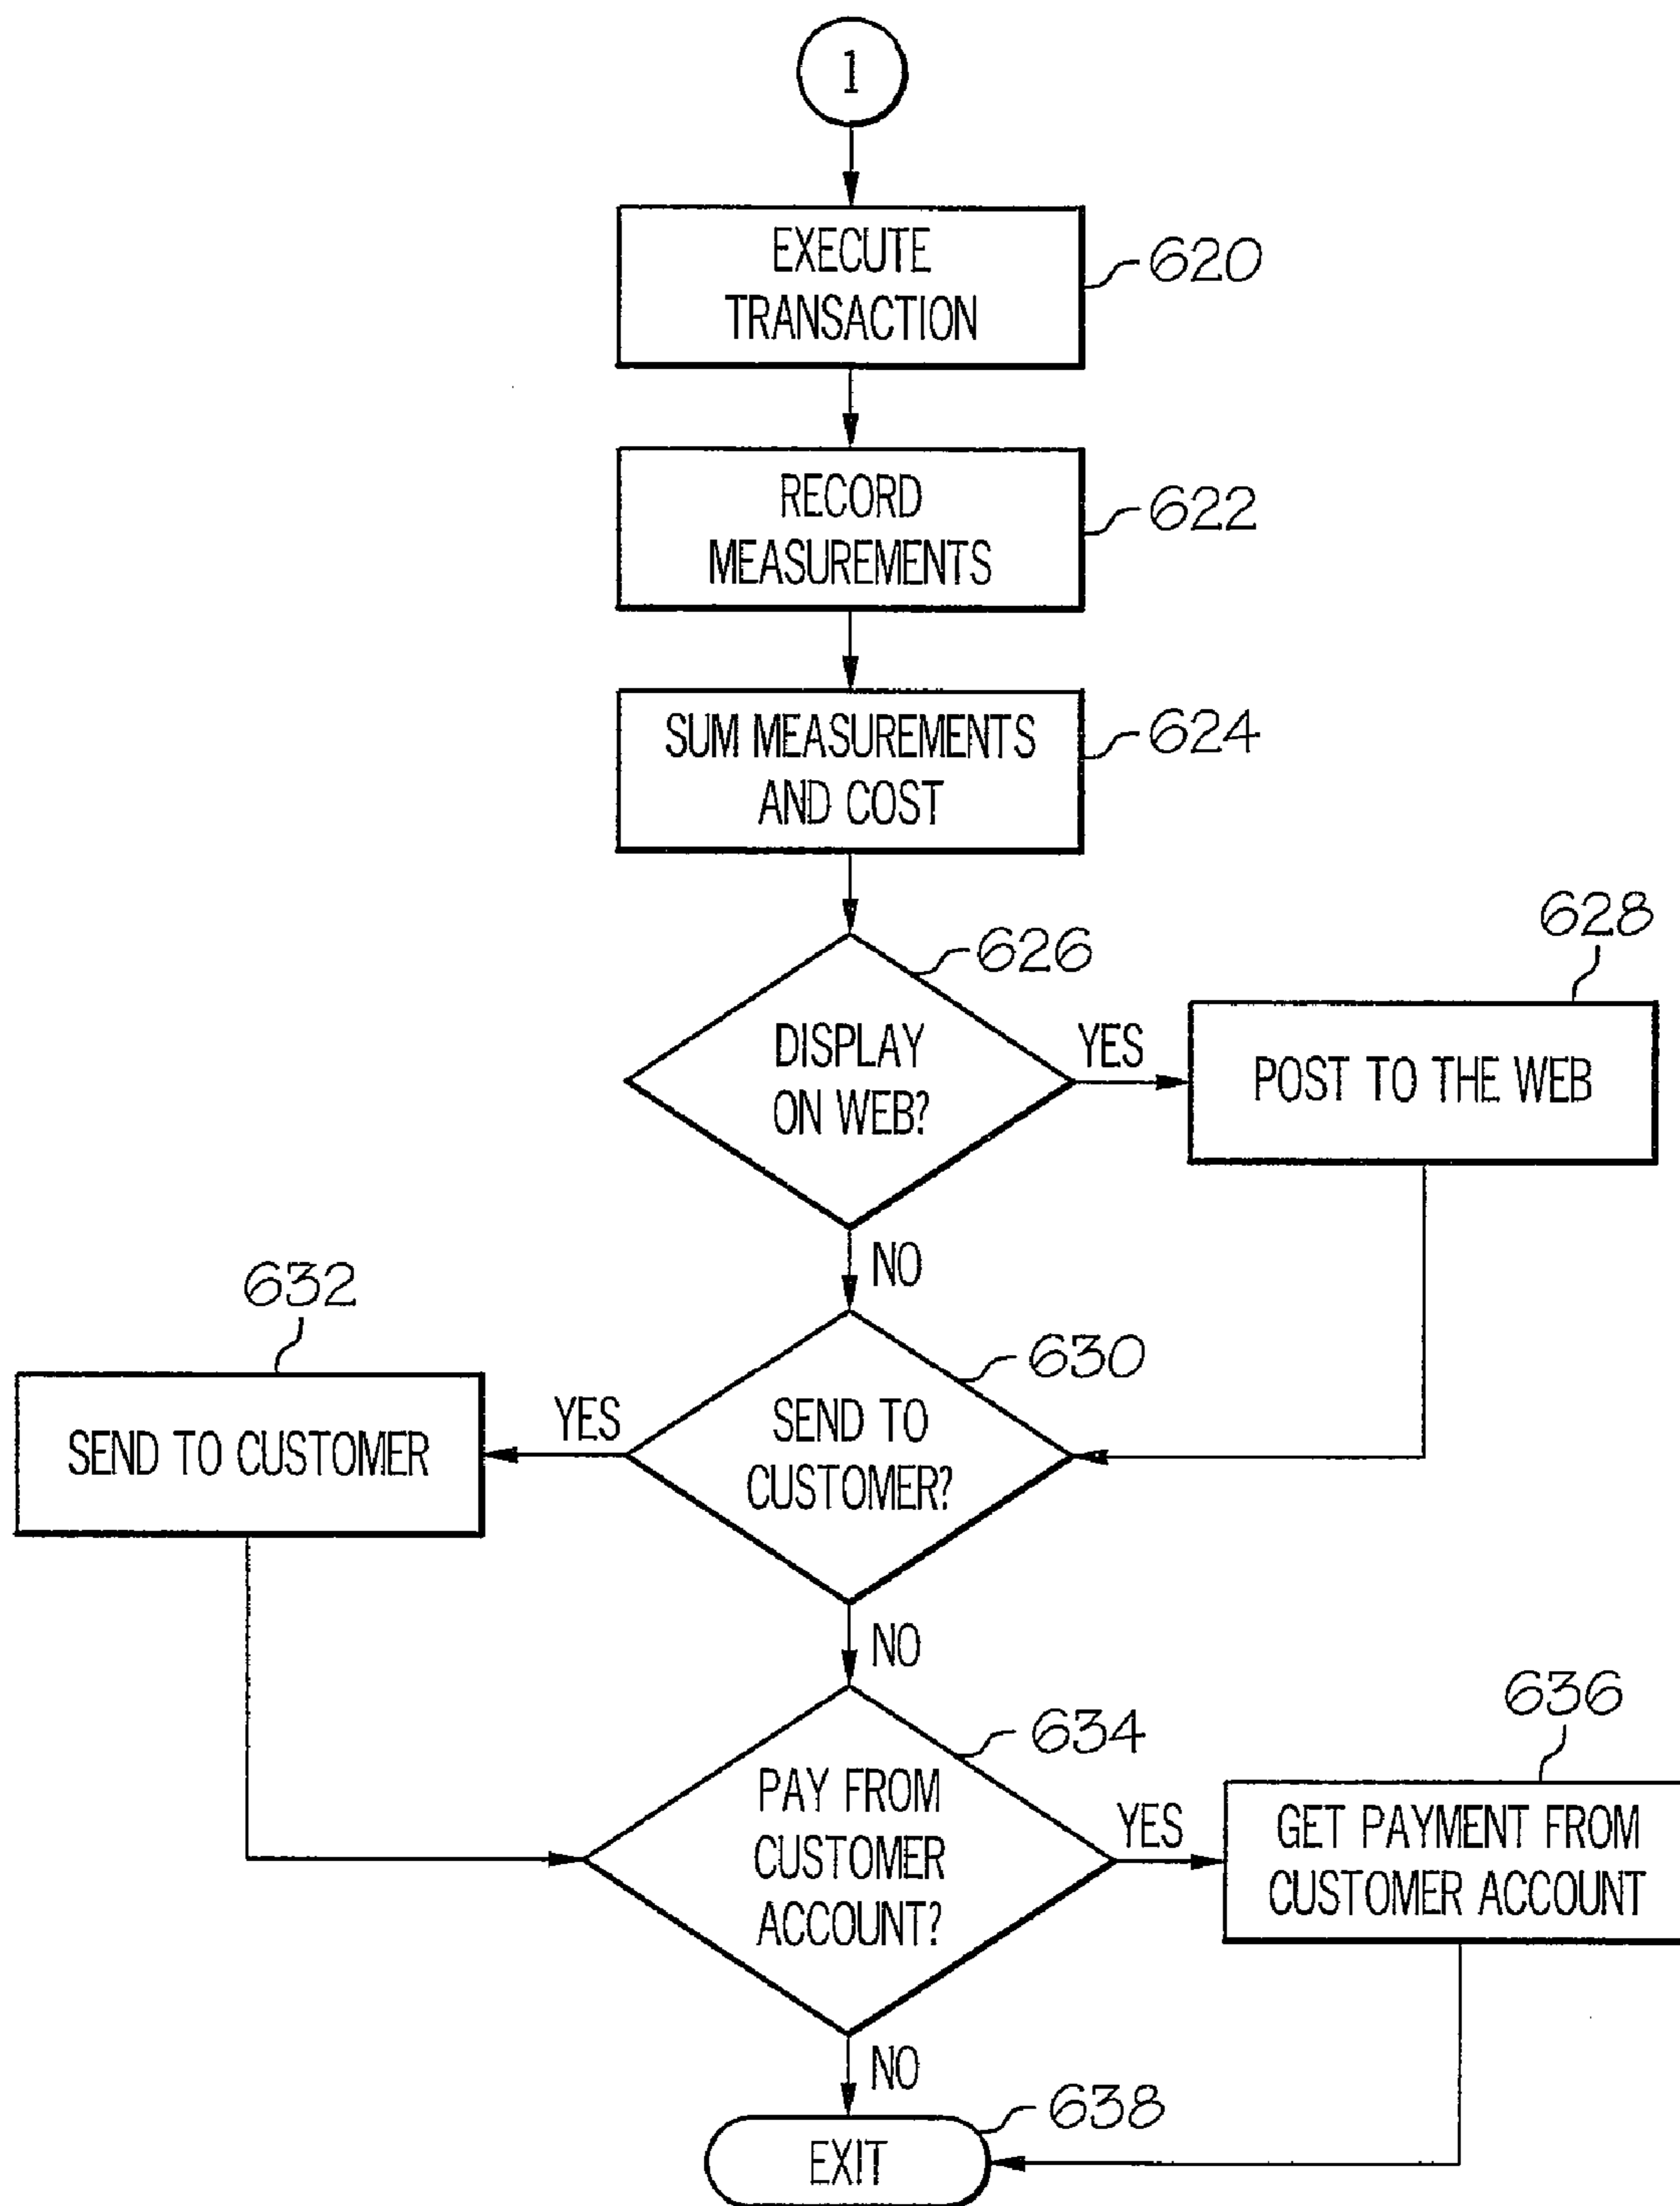 1
EXECUTE
TRANSACTION
620
RECORD
MEASUREMENTS
622
SUM MEASUREMENTS
AND COST
624
626
628
DISPLAY
ON WEB?
YES
POST TO THE WEB
NO
632
630
SEND TO CUSTOMER
YES
SEND TO
CUSTOMER?
NO
634
636
PAY FROM
CUSTOMER
ACCOUNT?
YES
GET PAYMENT FROM
CUSTOMER ACCOUNT
NO
638
EXIT